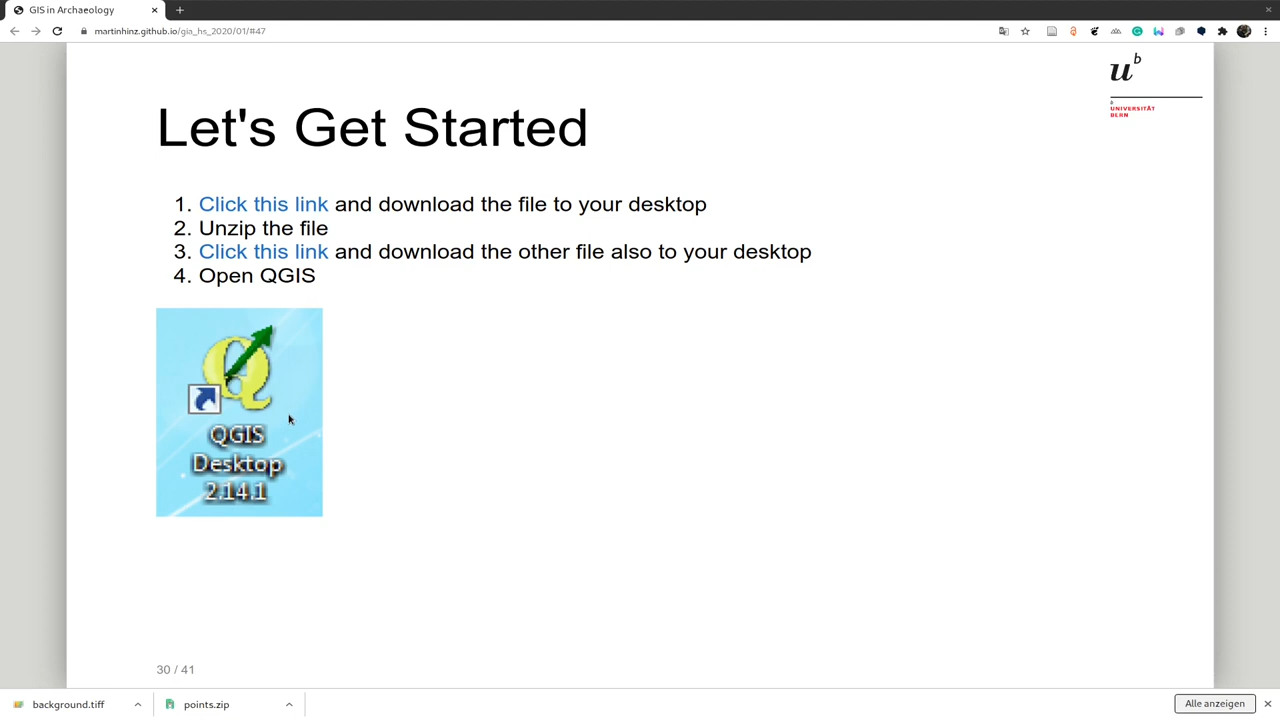 GIS in Archaeology
martinhinz.github.io/gia_hs_2020/01/#47
u b
b
UNIVERSITÄT
BERN
Let's Get Started
1. Click this link and download the file to your desktop
2. Unzip the file
3. Click this link and download the other file also to your desktop
4. Open QGIS
QGIS
Desktop
2.14.1
30 / 41
background.tiff
points.zip
Alle anzeigen